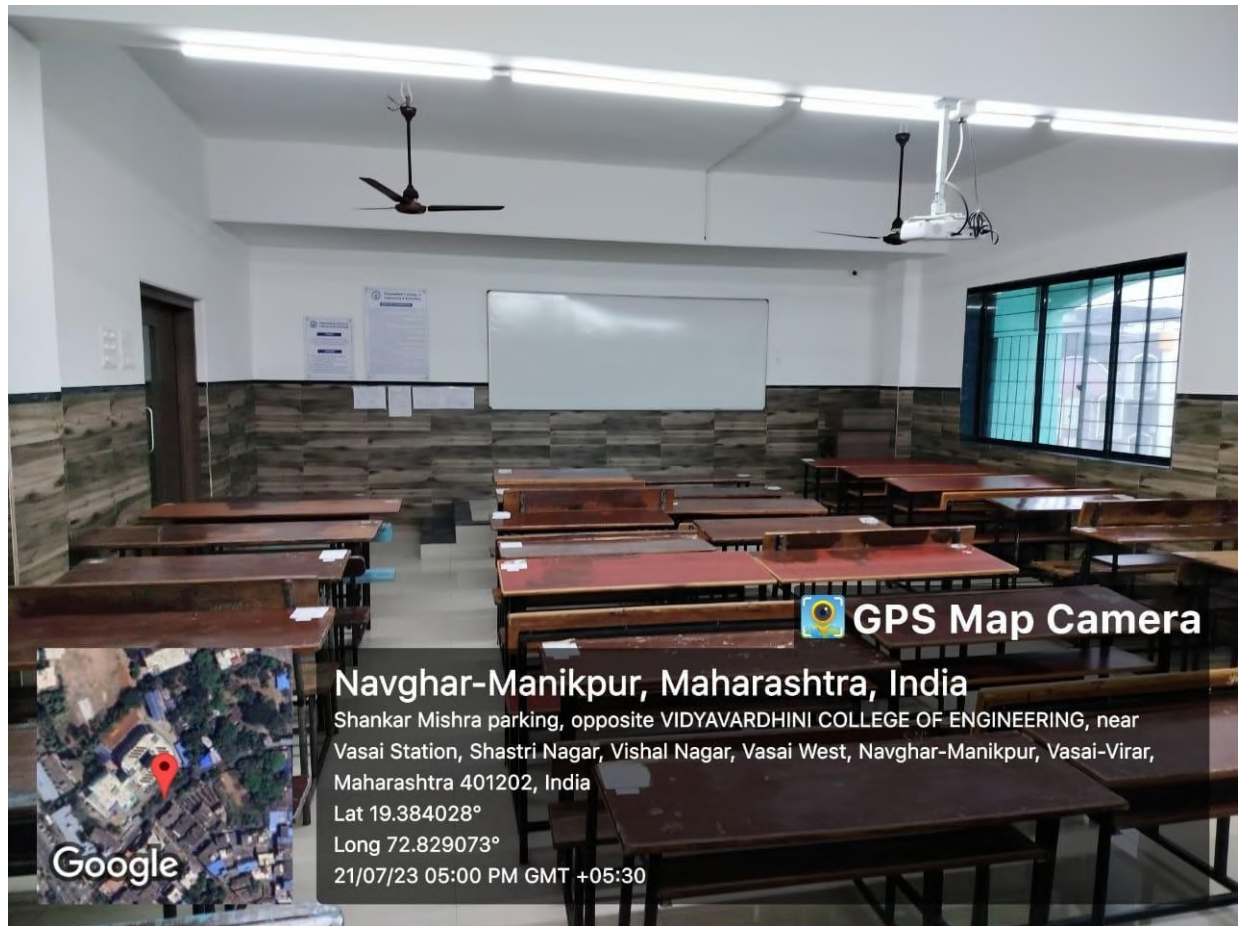 GPS Map Camera
Navghar-Manikpur, Maharashtra, India
Shankar Mishra parking, opposite VIDYAVARDHINI COLLEGE OF ENGINEERING, near
Vasai Station, Shastri Nagar, Vishal Nagar, Vasai West, Navghar-Manikpur, Vasai-Virar,
Maharashtra 401202, India
Lat 19.384028°
Long 72.829073°
21/07/23 05:00 PM GMT +05:30
Google